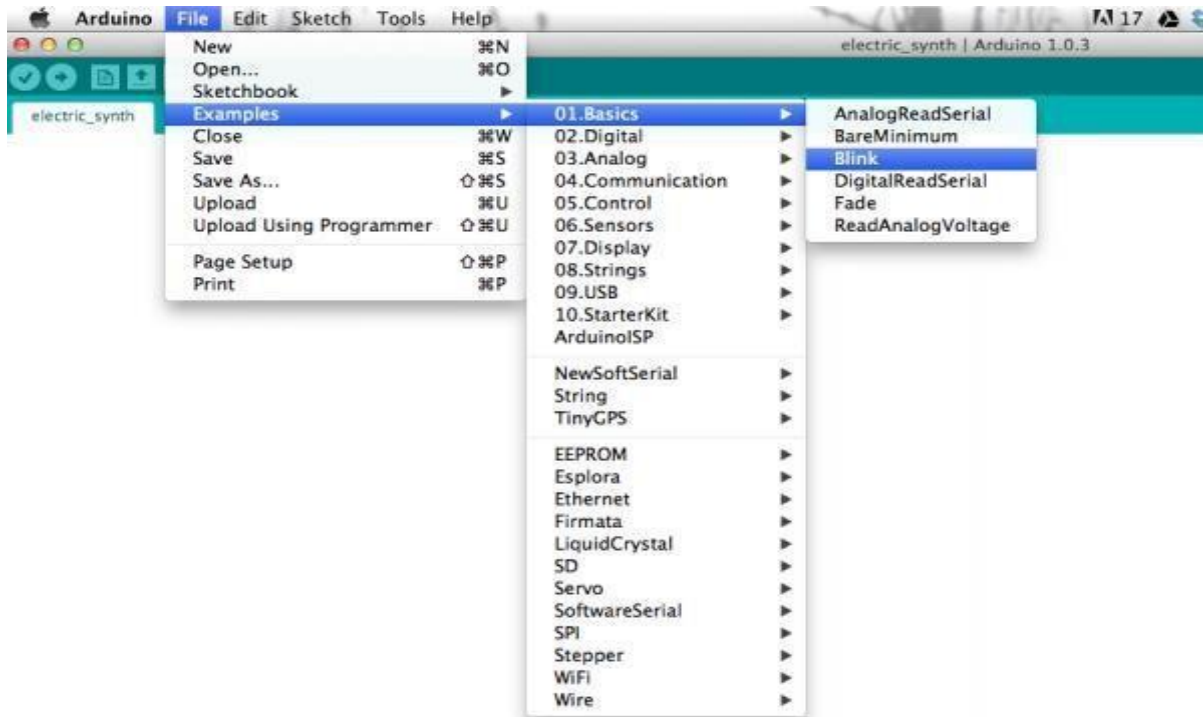 Arduino File Edit Sketch Tools Help 17
electric_synth | Arduino 1.0.3
electric_synth
New ⌘N
Open... ⌘O
Sketchbook
Examples
Close ⌘W
Save ⌘S
Save As... ⇧⌘S
Upload ⌘U
Upload Using Programmer ⇧⌘U
Page Setup ⇧⌘P
Print ⌘P
01.Basics
02.Digital
03.Analog
04.Communication
05.Control
06.Sensors
07.Display
08.Strings
09.USB
10.StarterKit
ArduinoISP
NewSoftSerial
String
TinyGPS
EEPROM
Esplora
Ethernet
Firmata
LiquidCrystal
SD
Servo
SoftwareSerial
SPI
Stepper
WiFi
Wire
AnalogReadSerial
BareMinimum
Blink
DigitalReadSerial
Fade
ReadAnalogVoltage